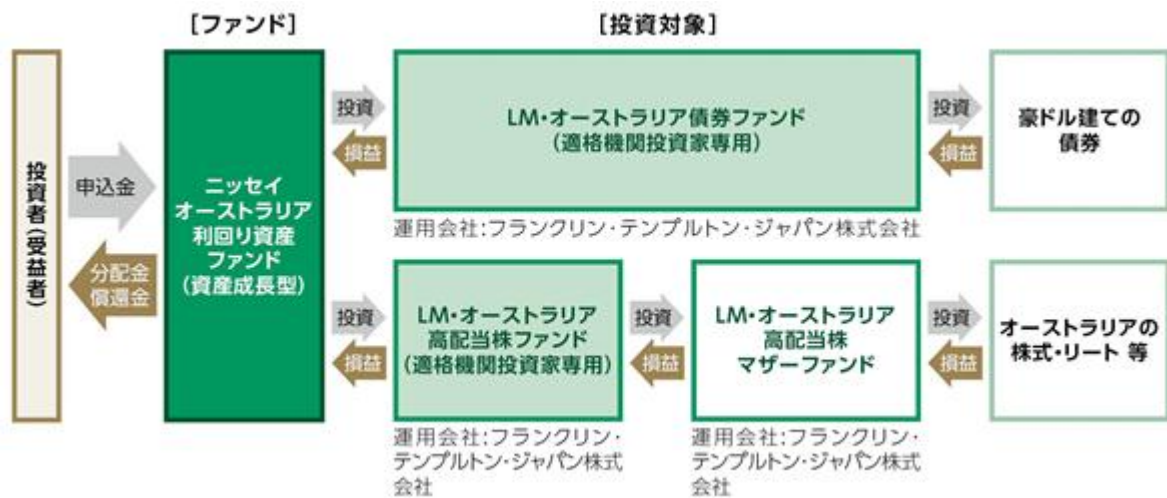 [ファンド]
[投資対象]
投資者(受益者)
申込金
分配金
償還金
ニッセイ
オーストラリア
利回り資産
ファンド
(資産成長型)
投資
損益
LM・オーストラリア債券ファンド
(適格機関投資家専用)
投資
損益
豪ドル建ての
債券
運用会社:フランクリン・テンプルトン・ジャパン株式会社
投資
損益
LM・オーストラリア
高配当株ファンド
(適格機関投資家専用)
投資
損益
LM・オーストラリア
高配当株
マザーファンド
投資
損益
オーストラリアの
株式・リート 等
運用会社:フランクリン・
テンプルトン・ジャパン株式
会社
運用会社:フランクリン・
テンプルトン・ジャパン株式
会社